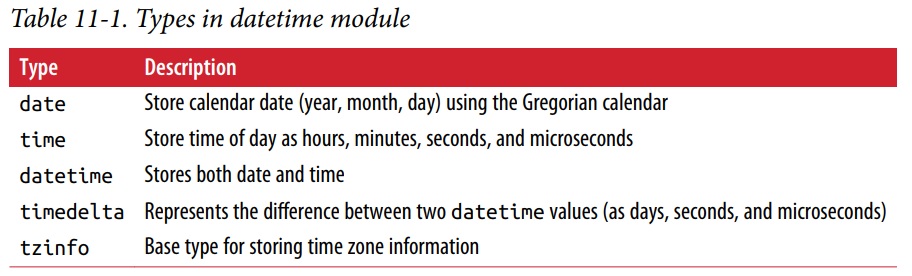 Table 11-1. Types in datetime module
Type Description
date Store calendar date (year, month, day) using the Gregorian calendar
time Store time of day as hours, minutes, seconds, and microseconds
datetime Stores both date and time
timedelta Represents the difference between two datetime values (as days, seconds, and microseconds)
tzinfo Base type for storing time zone information